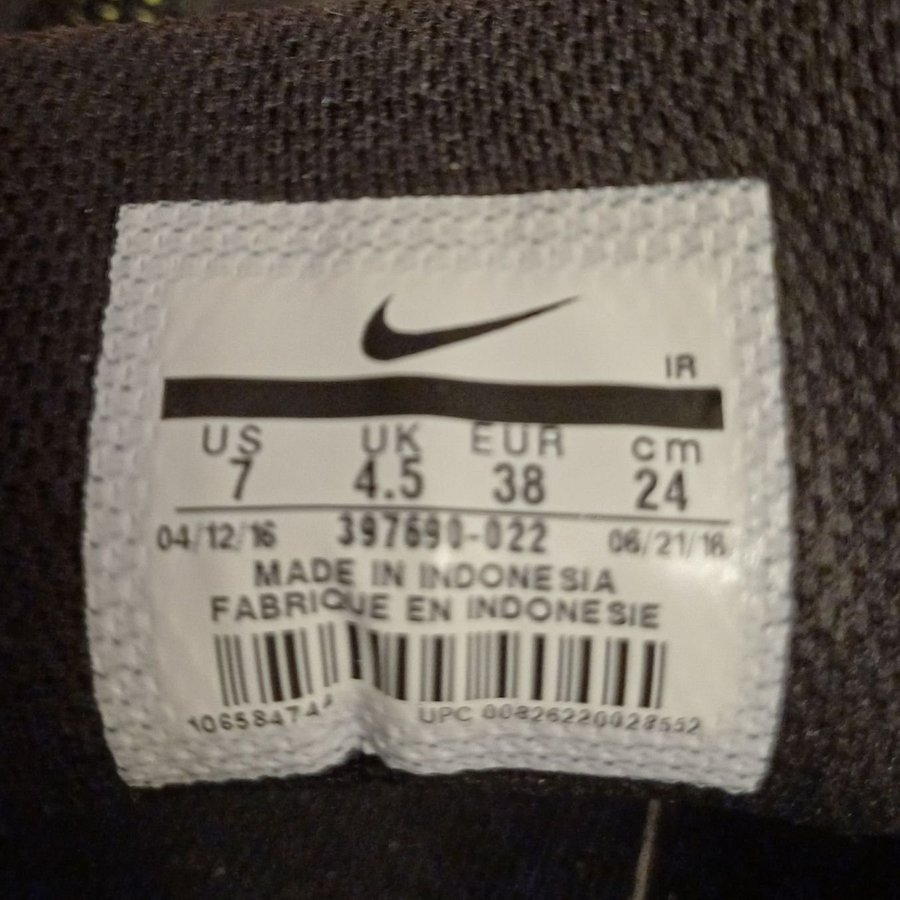 IR
US UK EUR cm
7 4.5 38 24
04/12/16 397690-022 06/21/16
MADE IN INDONESIA
FABRIQUE EN INDONESIE
UPC 00826220028552